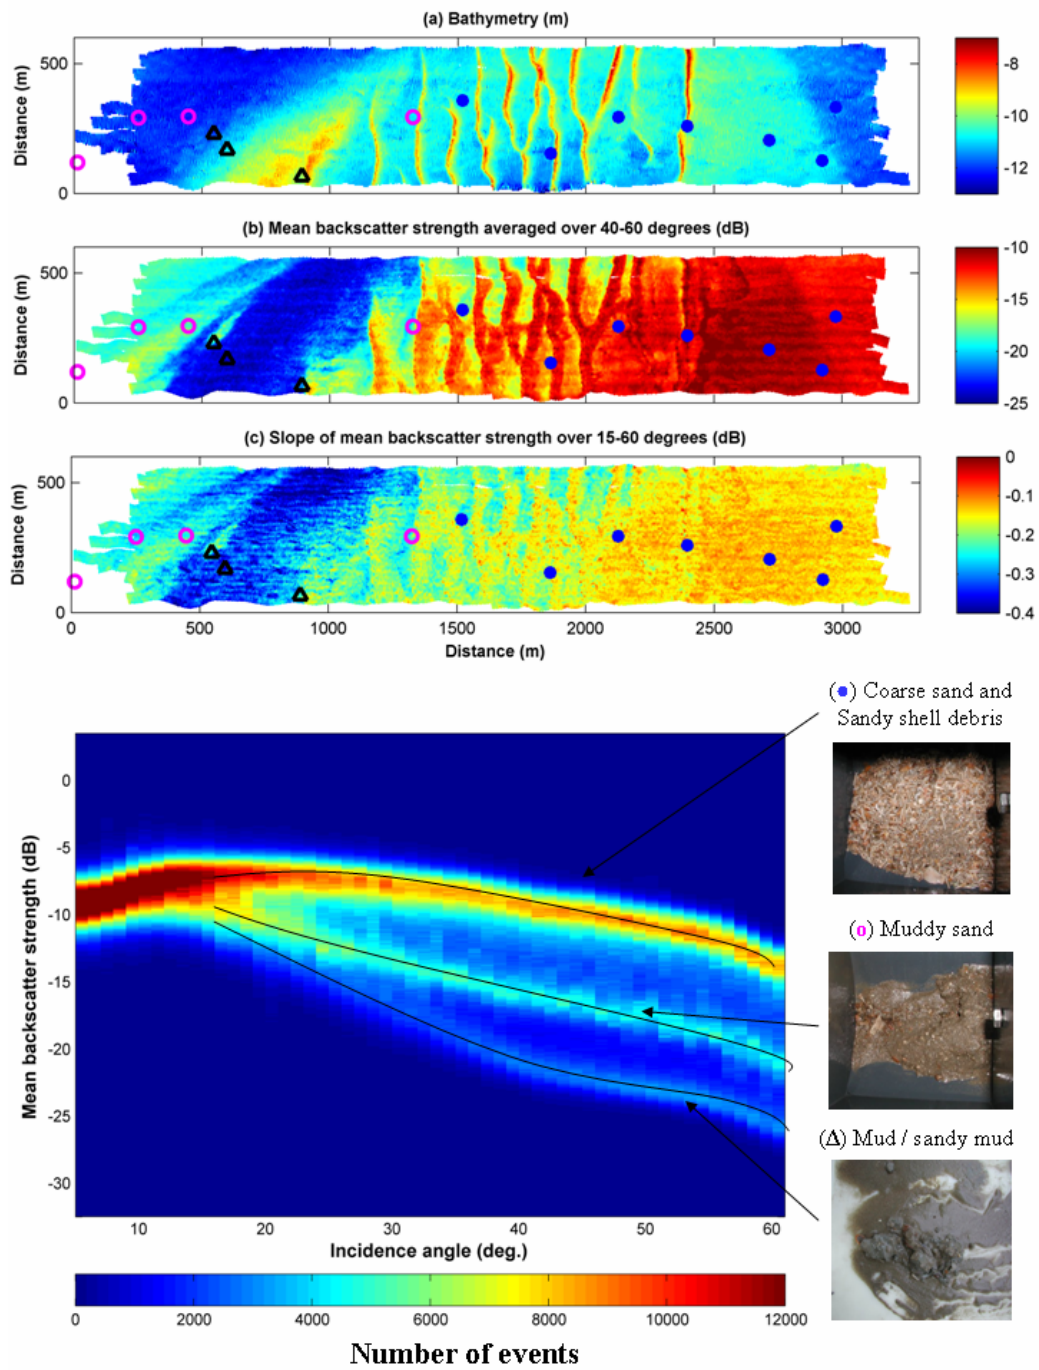 (a) Bathymetry (m)
Distance (m)
500
0
-8
-10
-12
(b) Mean backscatter strength averaged over 40-60 degrees (dB)
Distance (m)
500
0
-10
-15
-20
-25
(c) Slope of mean backscatter strength over 15-60 degrees (dB)
Distance (m)
500
0
0
-0.1
-0.2
-0.3
-0.4
0 500 1000 1500 2000 2500 3000
Distance (m)
(●) Coarse sand and
Sandy shell debris
(o) Muddy sand
(Δ) Mud / sandy mud
Mean backscatter strength (dB)
0
-5
-10
-15
-20
-25
-30
10 20 30 40 50 60
Incidence angle (deg.)
0 2000 4000 6000 8000 10000 12000
Number of events